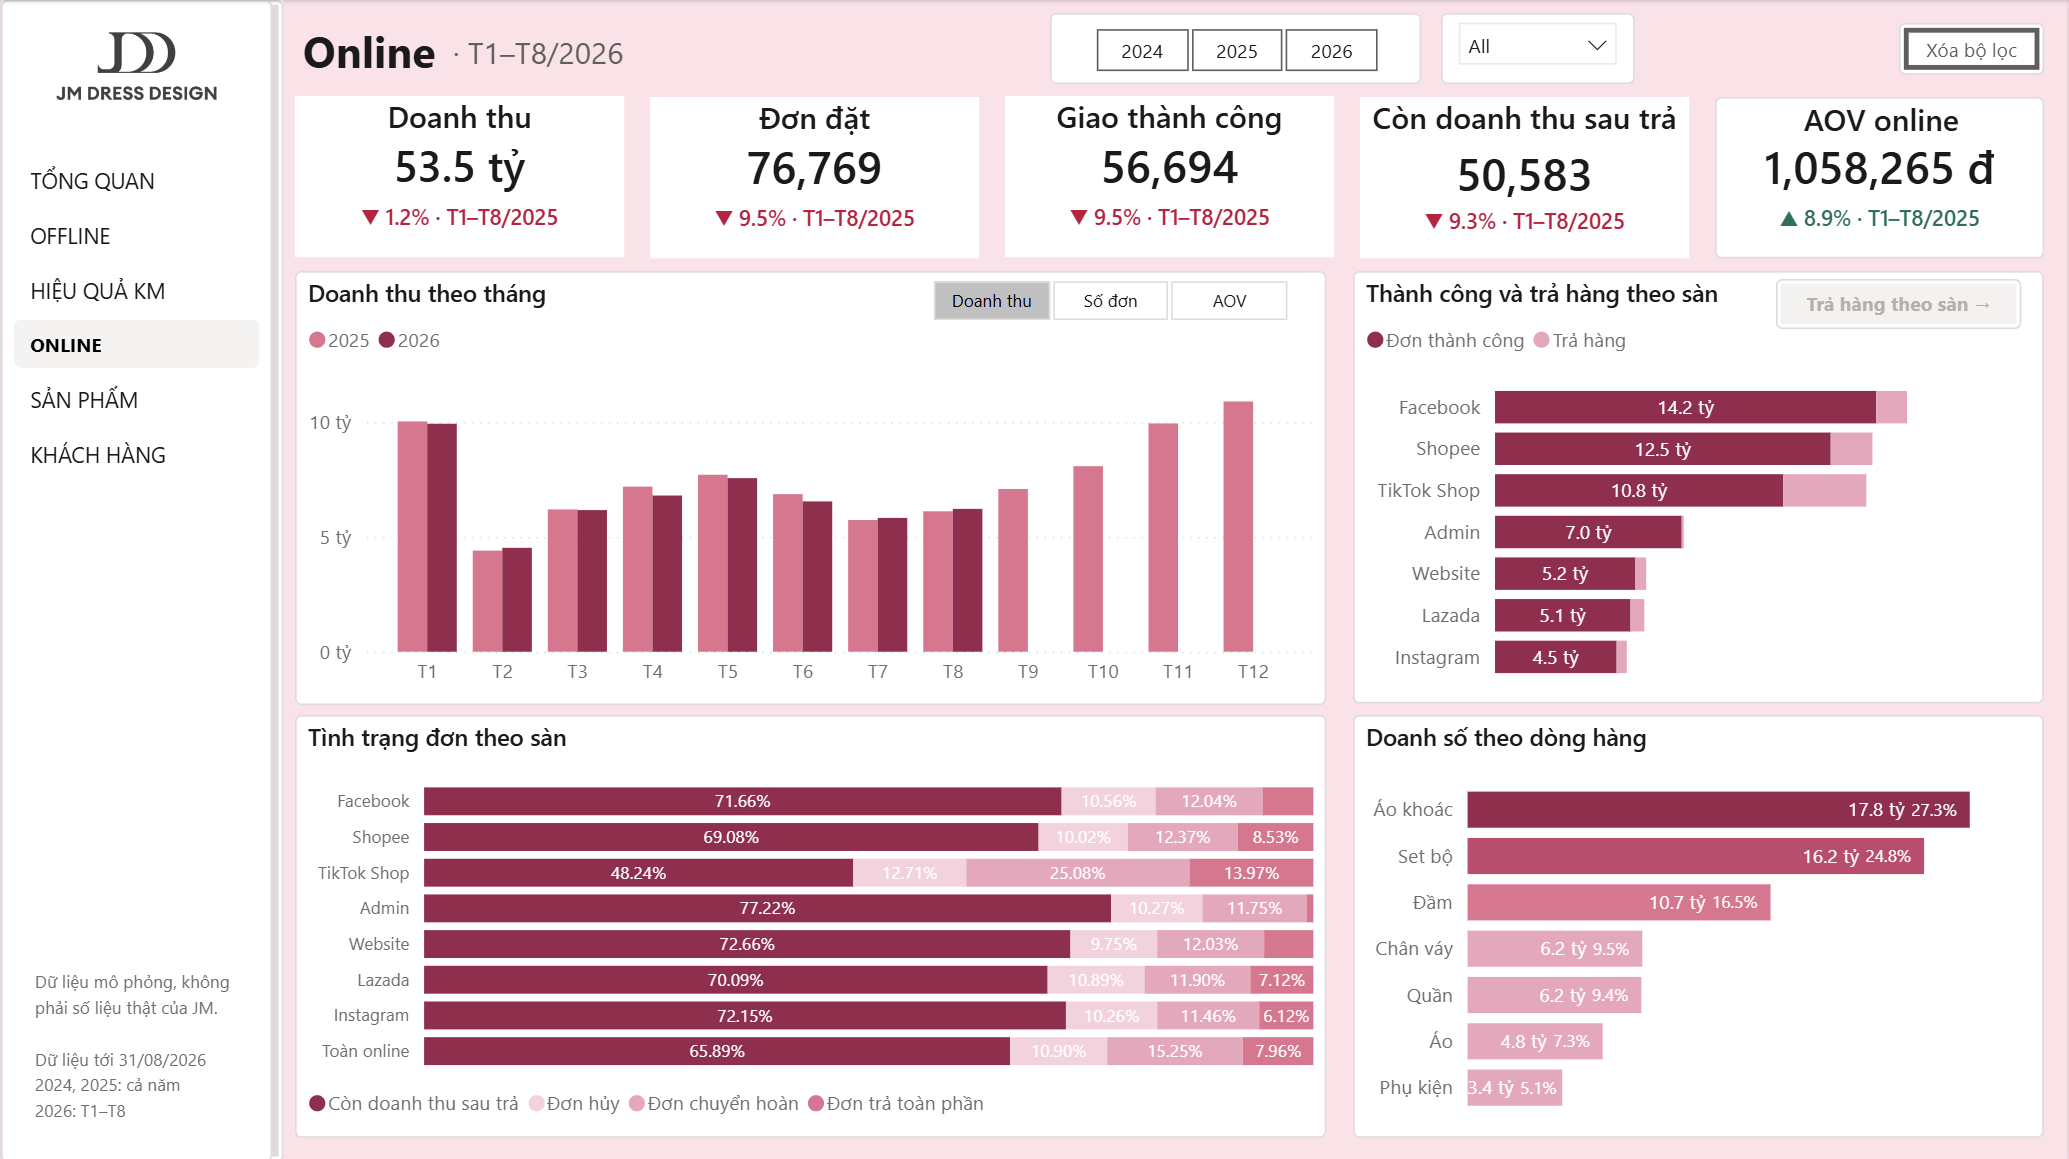 JM DRESS DESIGN
TỔNG QUAN
OFFLINE
HIỆU QUẢ KM
ONLINE
SẢN PHẨM
KHÁCH HÀNG
Dữ liệu mô phỏng, không
phải số liệu thật của JM.
Dữ liệu tới 31/08/2026
2024, 2025: cả năm
2026: T1–T8
Online · T1–T8/2026
2024 2025 2026
All
Xóa bộ lọc
Doanh thu
53.5 tỷ
▼ 1.2% · T1–T8/2025
Đơn đặt
76,769
▼ 9.5% · T1–T8/2025
Giao thành công
56,694
▼ 9.5% · T1–T8/2025
Còn doanh thu sau trả
50,583
▼ 9.3% · T1–T8/2025
AOV online
1,058,265 đ
▲ 8.9% · T1–T8/2025
Doanh thu theo tháng
Doanh thu Số đơn AOV
2025 2026
10 tỷ
5 tỷ
0 tỷ
T1 T2 T3 T4 T5 T6 T7 T8 T9 T10 T11 T12
Thành công và trả hàng theo sàn
Trả hàng theo sàn →
Đơn thành công Trả hàng
Facebook 14.2 tỷ
Shopee 12.5 tỷ
TikTok Shop 10.8 tỷ
Admin 7.0 tỷ
Website 5.2 tỷ
Lazada 5.1 tỷ
Instagram 4.5 tỷ
Tình trạng đơn theo sàn
Facebook 71.66% 10.56% 12.04%
Shopee 69.08% 10.02% 12.37% 8.53%
TikTok Shop 48.24% 12.71% 25.08% 13.97%
Admin 77.22% 10.27% 11.75%
Website 72.66% 9.75% 12.03%
Lazada 70.09% 10.89% 11.90% 7.12%
Instagram 72.15% 10.26% 11.46% 6.12%
Toàn online 65.89% 10.90% 15.25% 7.96%
Còn doanh thu sau trả Đơn hủy Đơn chuyển hoàn Đơn trả toàn phần
Doanh số theo dòng hàng
Áo khoác 17.8 tỷ 27.3%
Set bộ 16.2 tỷ 24.8%
Đầm 10.7 tỷ 16.5%
Chân váy 6.2 tỷ 9.5%
Quần 6.2 tỷ 9.4%
Áo 4.8 tỷ 7.3%
Phụ kiện 3.4 tỷ 5.1%